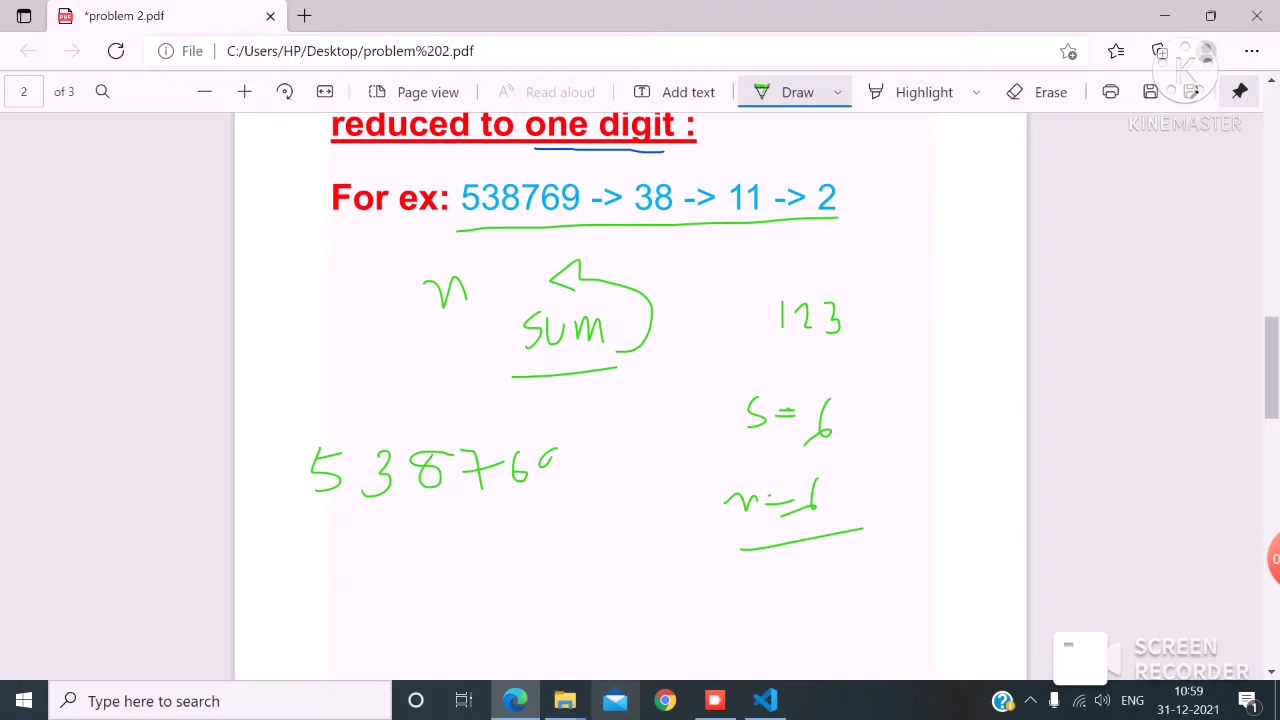 *problem 2.pdf
File C:/Users/HP/Desktop/problem%202.pdf
2 of 3 Page view Read aloud Add text Draw Highlight Erase
K
KINEMASTER
reduced to one digit :
For ex: 538769 -> 38 -> 11 -> 2
n
sum
123
s = 6
n = 6
53876
SCREEN
RECORDER
Type here to search
ENG
10:59
31-12-2021
1